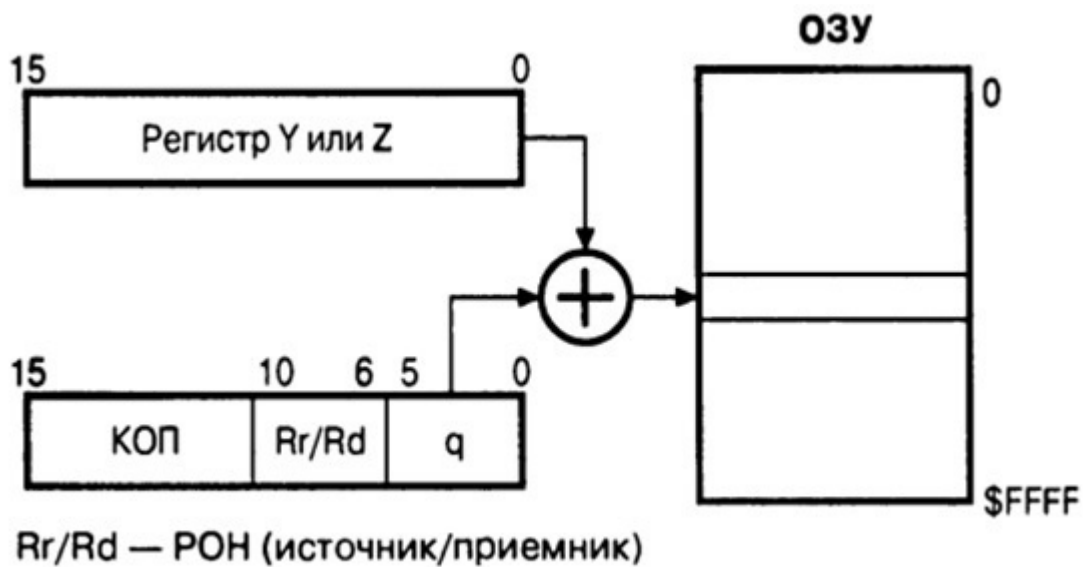 ОЗУ
15 0
0
Регистр Y или Z
15 10 6 5 0
КОП Rr/Rd q
$FFFF
Rr/Rd — РОН (источник/приемник)